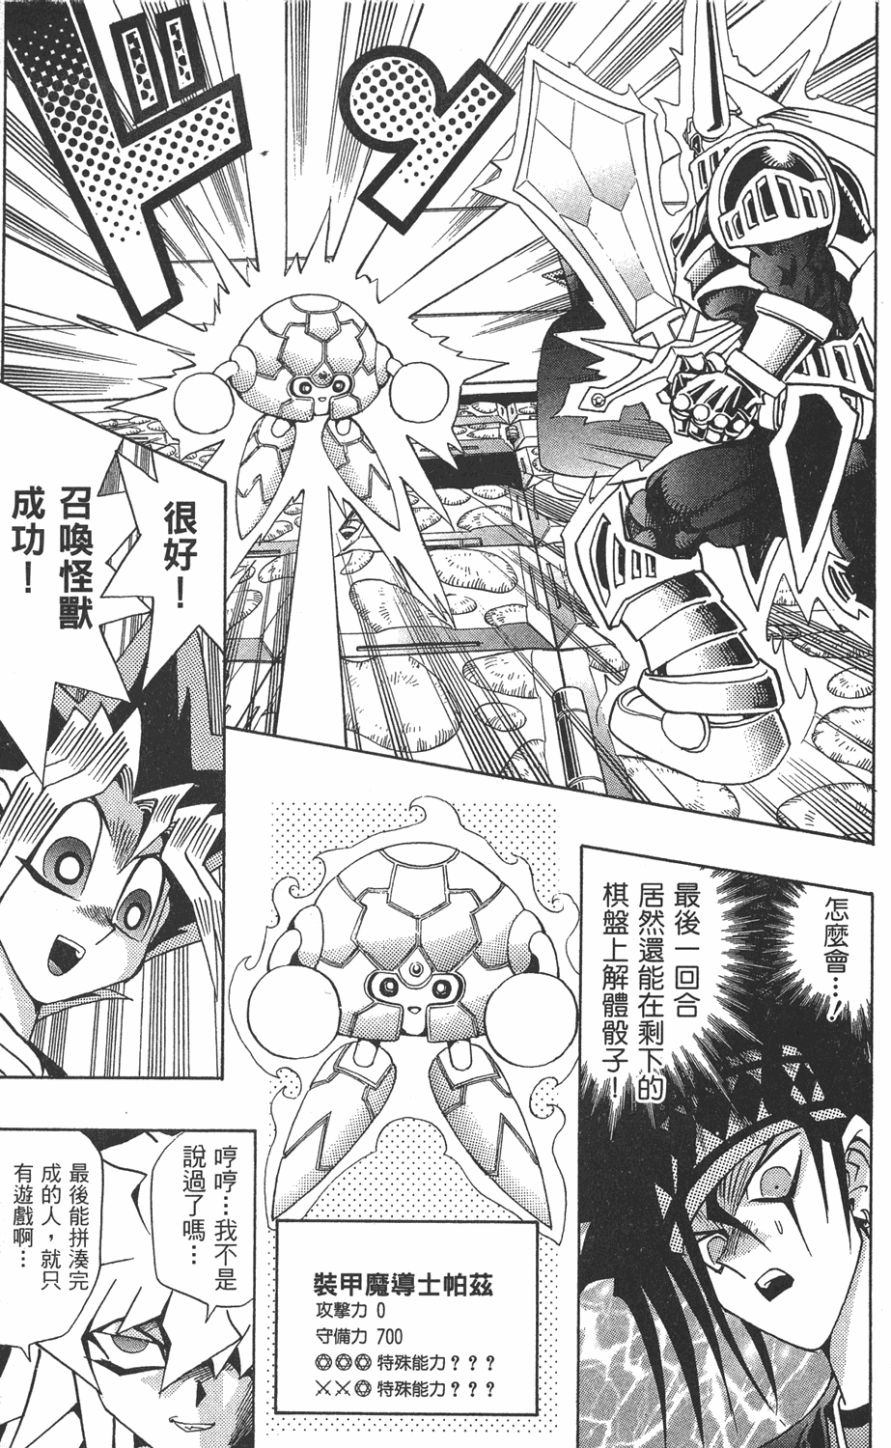 ドン
怎麼會…！
最後一回合
居然還能在剩下的
棋盤上解體骰子！
很好！
召喚怪獸
成功！
裝甲魔導士帕茲
攻擊力 0
守備力 700
特殊能力？？？
特殊能力？？？
哼哼…我不是
說過了嗎…
最後能拼湊完
成的人，就只
有遊戲啊…